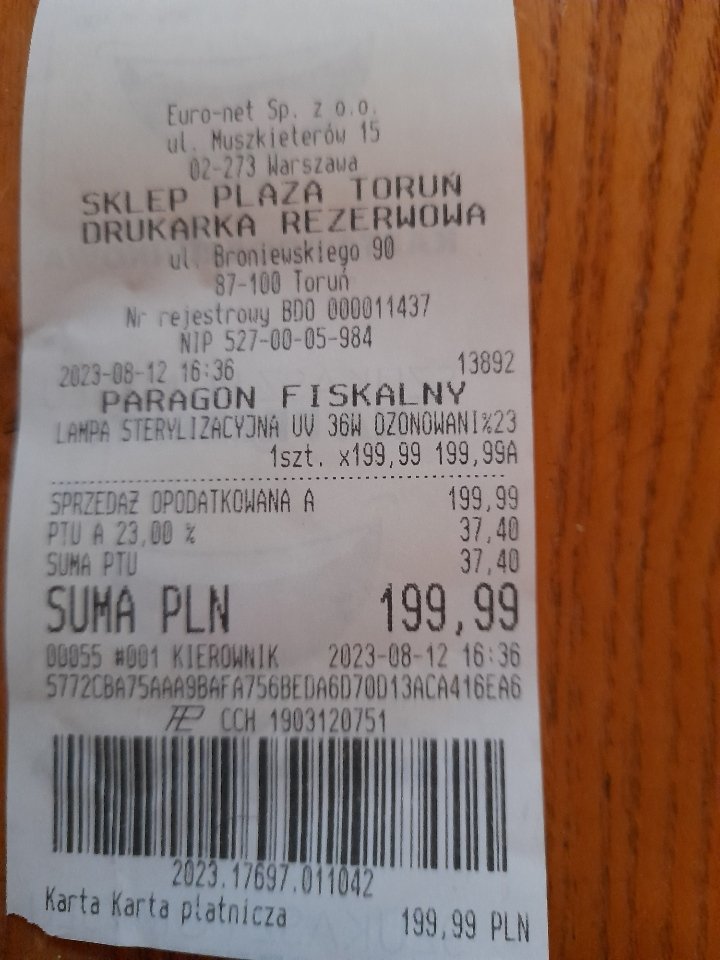 Euro-net Sp. z o.o.
ul. Muszkieterów 15
02-273 Warszawa
SKLEP PLAZA TORUŃ
DRUKARKA REZERWOWA
ul. Broniewskiego 90
87-100 Toruń
Nr rejestrowy BDO 000011437
NIP 527-00-05-984
2023-08-12 16:36 13892
PARAGON FISKALNY
LAMPA STERYLIZACYJNA UV 36W OZONOWANI%23
1szt. x199,99 199,99A
SPRZEDAŻ OPODATKOWANA A 199,99
PTU A 23,00 % 37,40
SUMA PTU 37,40
SUMA PLN 199,99
00055 #001 KIEROWNIK 2023-08-12 16:36
5772CBA75AAA9BAFA756BEDA6D70D13ACA416EA6
CCH 1903120751
2023.17697.011042
Karta Karta płatnicza 199,99 PLN